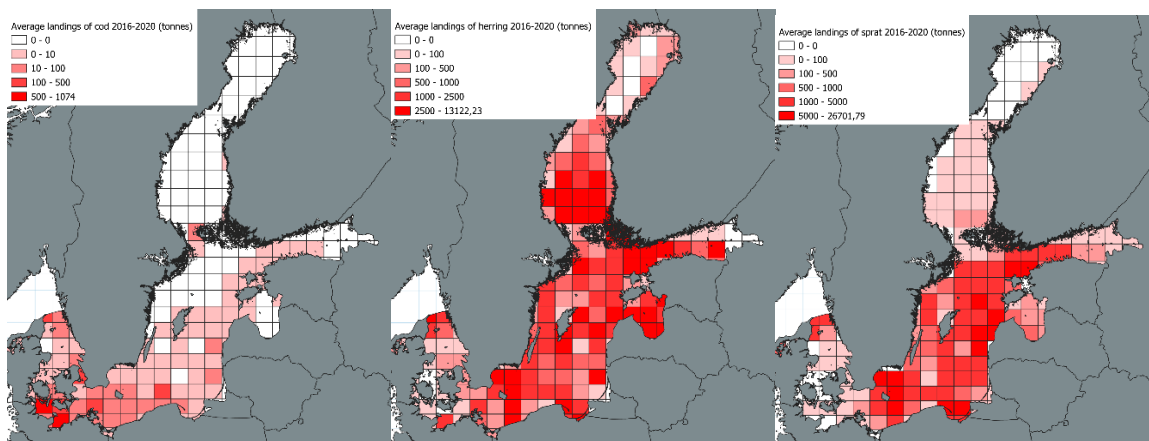 Average landings of cod 2016-2020 (tonnes)
0 - 0
0 - 10
10 - 100
100 - 500
500 - 1074
Average landings of herring 2016-2020 (tonnes)
0 - 0
0 - 100
100 - 500
500 - 1000
1000 - 2500
2500 - 13122,23
Average landings of sprat 2016-2020 (tonnes)
0 - 0
0 - 100
100 - 500
500 - 1000
1000 - 5000
5000 - 26701,79